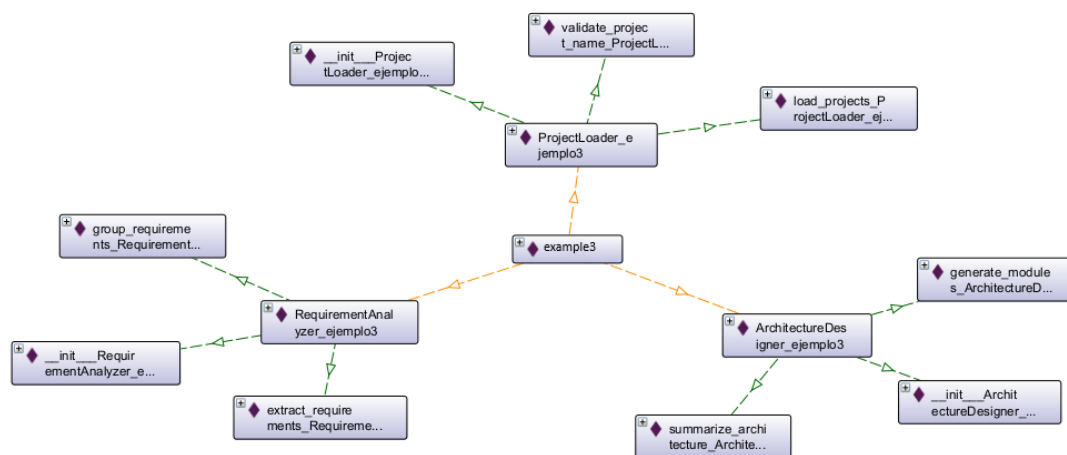 validate_projec
t_name_ProjectL...
__init___Projec
tLoader_ejemplo...
load_projects_P
rojectLoader_ej...
ProjectLoader_e
jemplo3
group_requireme
nts_Requirement...
example3
generate_module
s_ArchitectureD...
RequirementAnal
yzer_ejemplo3
ArchitectureDes
igner_ejemplo3
__init___Requir
ementAnalyzer_e...
__init___Archit
ectureDesigner_...
extract_require
ments_Requireme...
summarize_archi
tecture_Archite...